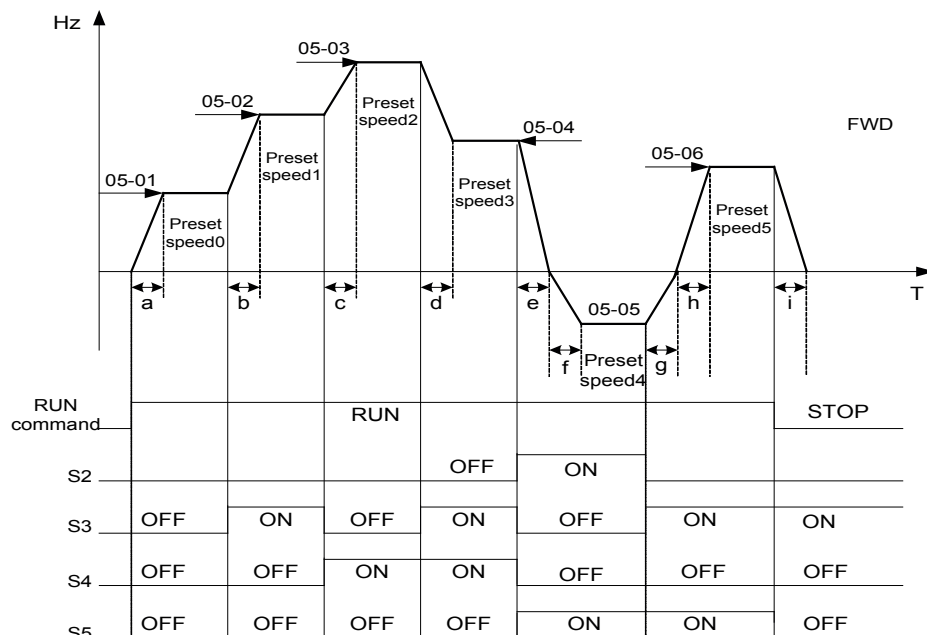 Hz
05-03
Preset
speed2
05-02
Preset
speed1
05-04
FWD
05-01
Preset
speed0
Preset
speed3
05-06
Preset
speed5
T
a b c d e h i
05-05
f g
Preset
speed4
RUN
command
RUN
STOP
S2 OFF ON
S3 OFF ON OFF ON OFF ON ON
S4 OFF OFF ON ON OFF OFF OFF
S5 OFF OFF OFF OFF ON ON OFF